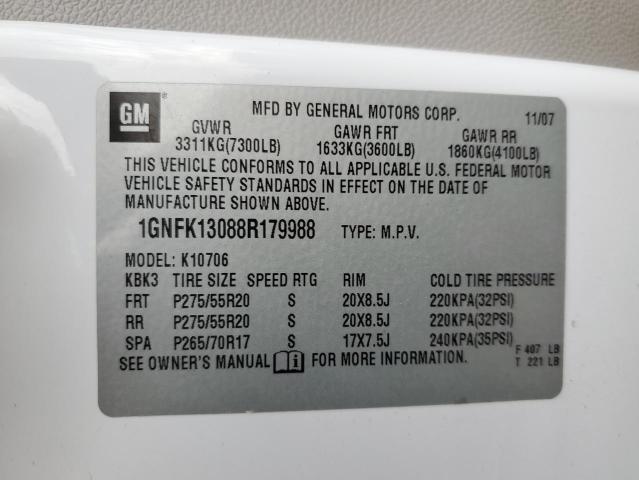 GM ®
MFD BY GENERAL MOTORS CORP. 11/07
GVWR GAWR FRT GAWR RR
3311KG(7300LB) 1633KG(3600LB) 1860KG(4100LB)
THIS VEHICLE CONFORMS TO ALL APPLICABLE U.S. FEDERAL MOTOR
VEHICLE SAFETY STANDARDS IN EFFECT ON THE DATE OF
MANUFACTURE SHOWN ABOVE.
1GNFK13088R179988 TYPE: M.P.V.
MODEL: K10706
KBK3 TIRE SIZE SPEED RTG RIM COLD TIRE PRESSURE
FRT P275/55R20 S 20X8.5J 220KPA(32PSI)
RR P275/55R20 S 20X8.5J 220KPA(32PSI)
SPA P265/70R17 S 17X7.5J 240KPA(35PSI)
SEE OWNER'S MANUAL i FOR MORE INFORMATION.
F 407 LB
T 221 LB